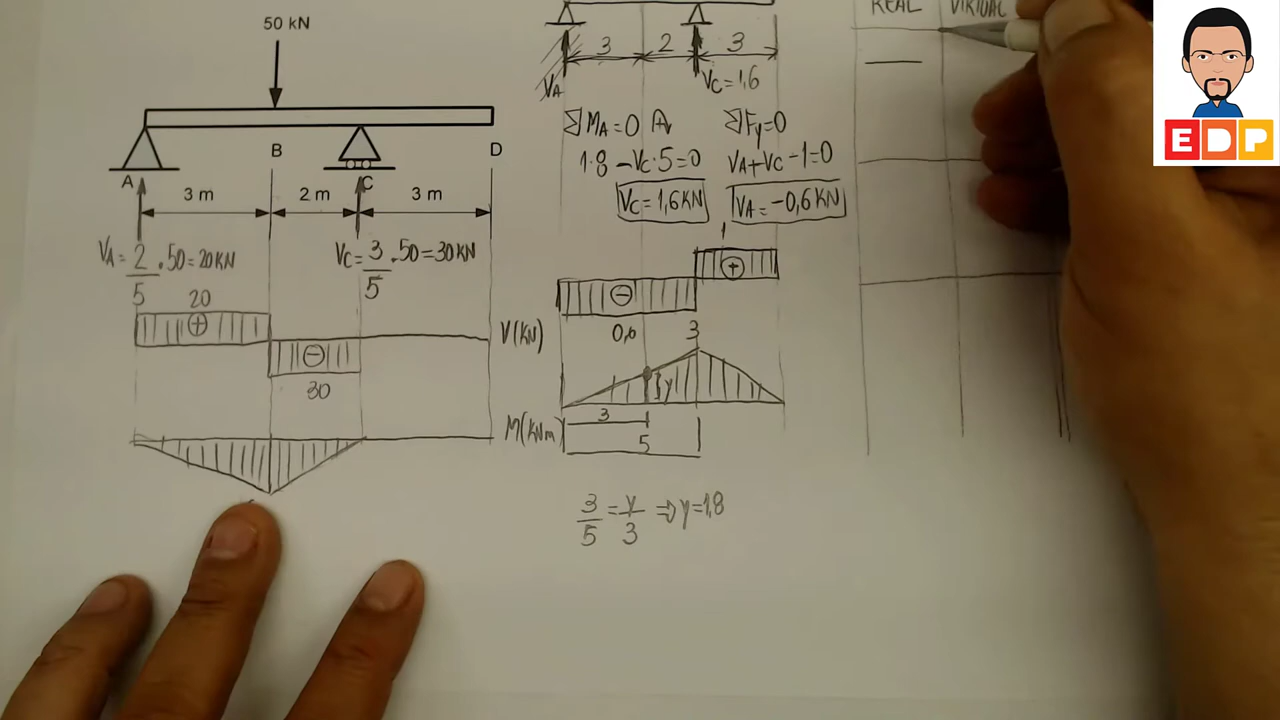 50 kN
A
B
C
D
3 m
2 m
3 m
VA = 2/5 . 50 = 20 KN
VC = 3/5 . 50 = 30 KN
20
+
V(KN)
−
30
M(KNm)
3
2
3
VA
VC = 1,6
ΣMA = 0
1·8 − VC·5 = 0
VC = 1,6 KN
ΣFy = 0
VA + VC − 1 = 0
VA = −0,6 KN
1
+
−
0,6
3
y
3
5
3/5 = y/3 ⇒ y = 1,8
REAL
VIRTUAL
EDP